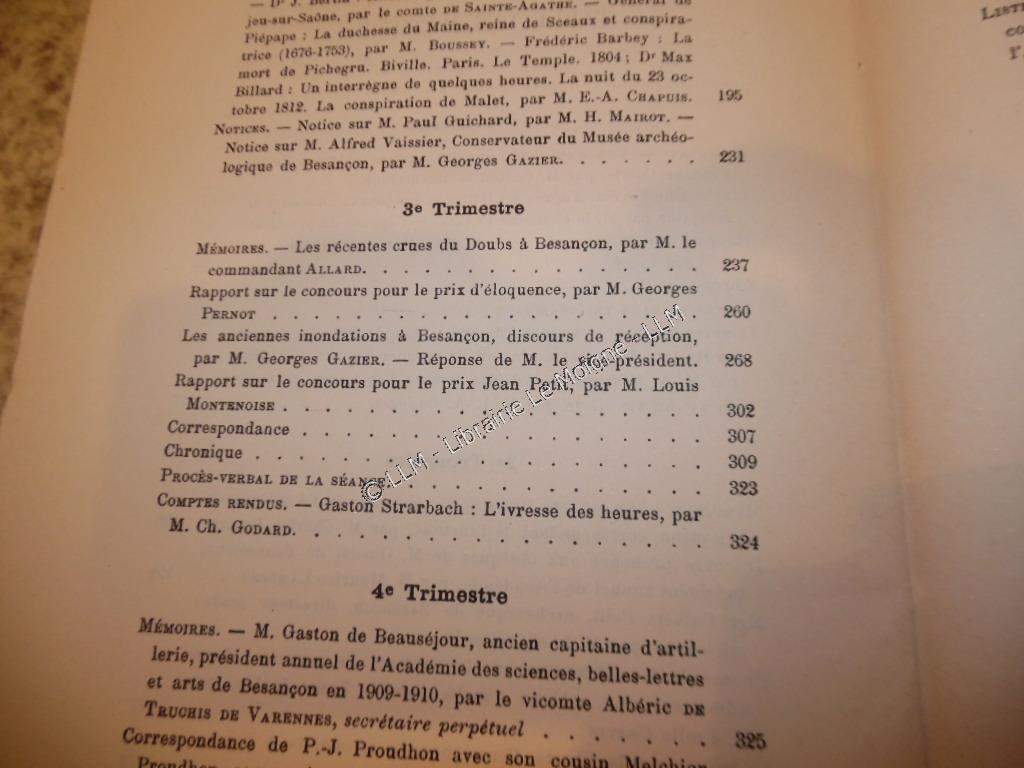 jeu-sur-Saône, par le comte de Sainte-Agathe. — Général de
Piépape : La duchesse du Maine, reine de Sceaux et conspira-
trice (1676-1753), par M. Boussey. — Frédéric Barbey : La
mort de Pichegru. Biville. Paris. Le Temple. 1804 ; Dr Max
Billard : Un interrègne de quelques heures. La nuit du 23 oc-
tobre 1812. La conspiration de Malet, par M. E.-A. Chapuis. 195
Notices. — Notice sur M. Paul Guichard, par M. H. Mairot. —
Notice sur M. Alfred Vaissier, Conservateur du Musée archéo-
logique de Besançon, par M. Georges Gazier. . . . . . . 231
3e Trimestre
Mémoires. — Les récentes crues du Doubs à Besançon, par M. le
commandant Allard. . . . . . . . . . . . . . . . 237
Rapport sur le concours pour le prix d'éloquence, par M. Georges
Pernot . . . . . . . . . . . . . . . . . . . . 260
Les anciennes inondations à Besançon, discours de réception,
par M. Georges Gazier. — Réponse de M. le vice-président. 268
Rapport sur le concours pour le prix Jean Petit, par M. Louis
Montenoise . . . . . . . . . . . . . . . . . . . 302
Correspondance . . . . . . . . . . . . . . . . . 307
Chronique . . . . . . . . . . . . . . . . . . . 309
Procès-verbal de la séance. . . . . . . . . . . . . . 323
Comptes rendus. — Gaston Strarbach : L'ivresse des heures, par
M. Ch. Godard. . . . . . . . . . . . . . . . . . 324
4e Trimestre
Mémoires. — M. Gaston de Beauséjour, ancien capitaine d'artil-
lerie, président annuel de l'Académie des sciences, belles-lettres
et arts de Besançon en 1909-1910, par le vicomte Albéric de
Truchis de Varennes, secrétaire perpétuel . . . . . . . 325
Correspondance de P.-J. Proudhon avec son cousin Melchior
© LLM - Librairie Le Moigne - LLM